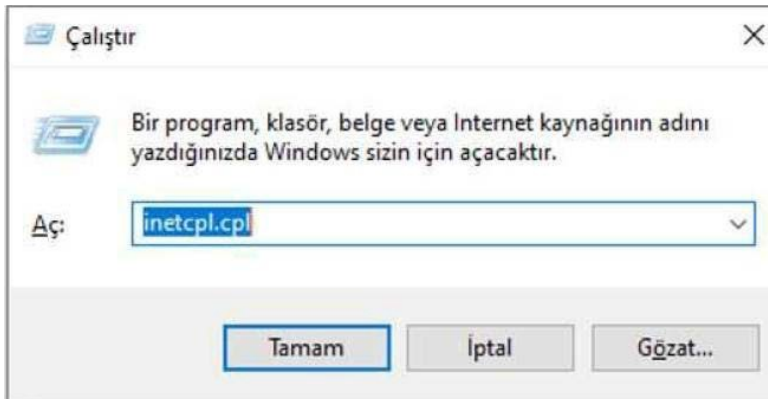 Çalıştır
Bir program, klasör, belge veya Internet kaynağının adını
yazdığınızda Windows sizin için açacaktır.
Aç:
inetcpl.cpl
Tamam
İptal
Gözat...